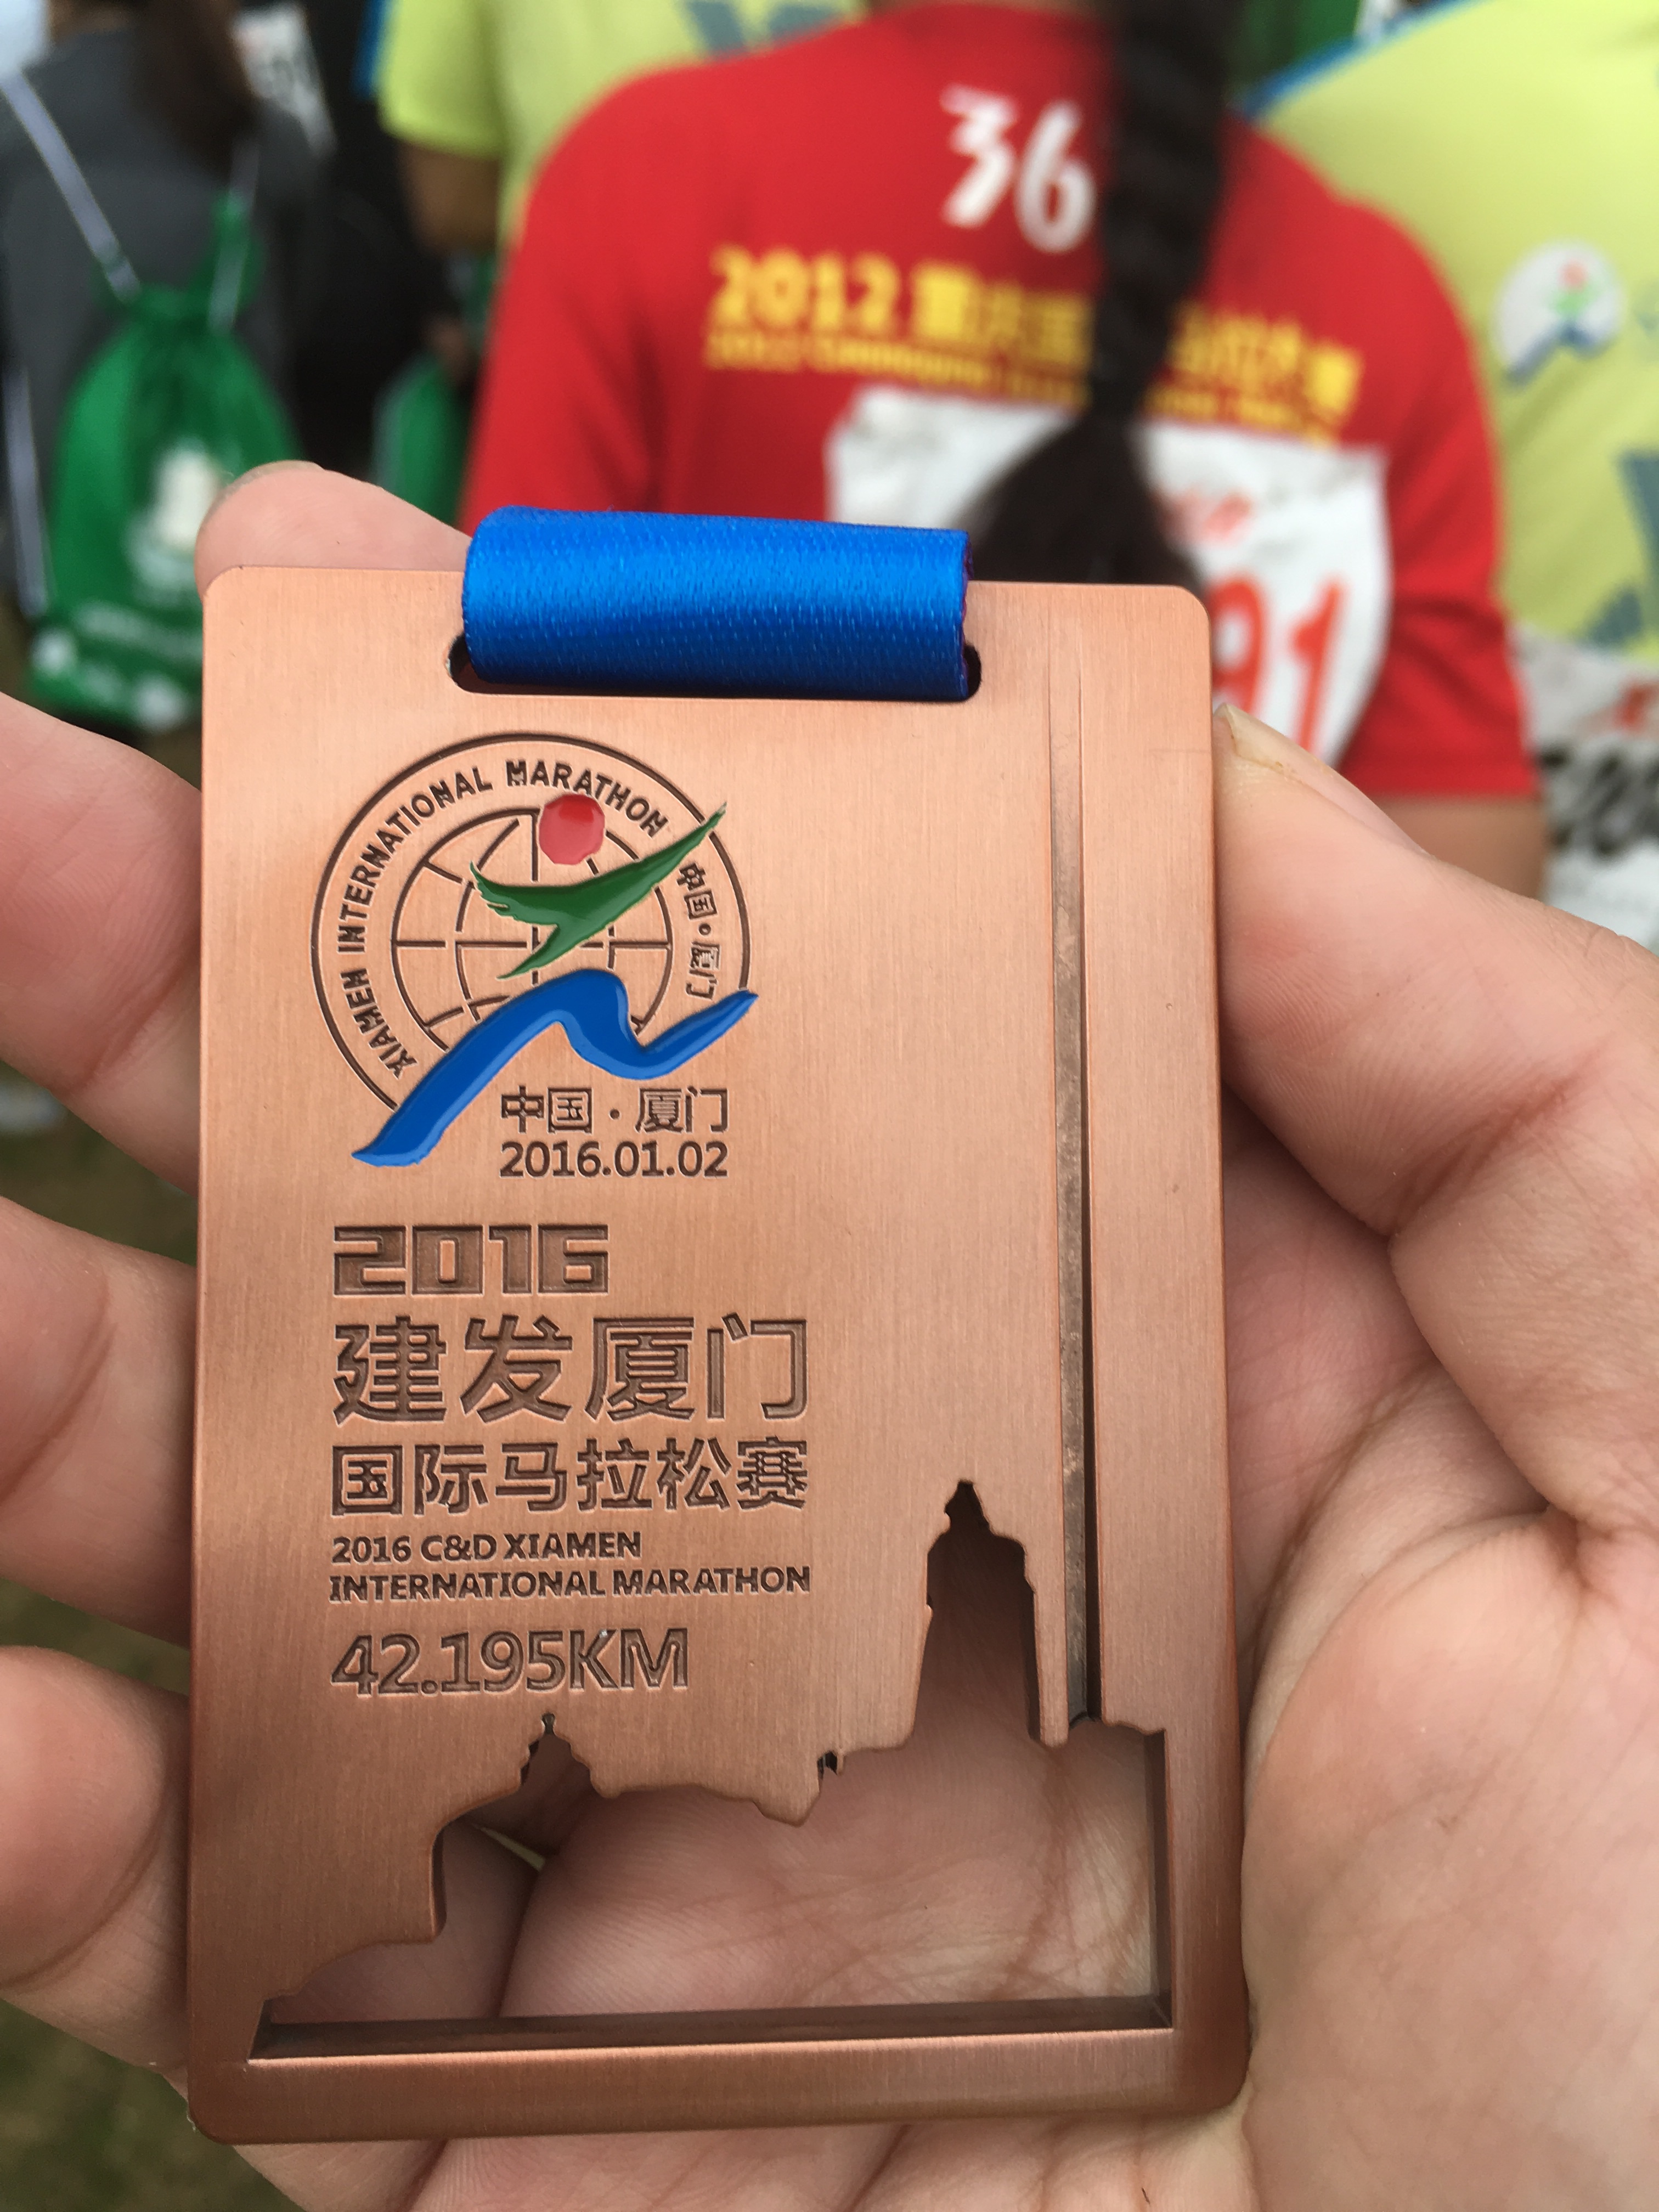 36
2012
91
XIAMEN INTERNATIONAL MARATHON
中国·厦门
中国·厦门
2016.01.02
2016
建发厦门
国际马拉松赛
2016 C&D XIAMEN
INTERNATIONAL MARATHON
42.195KM